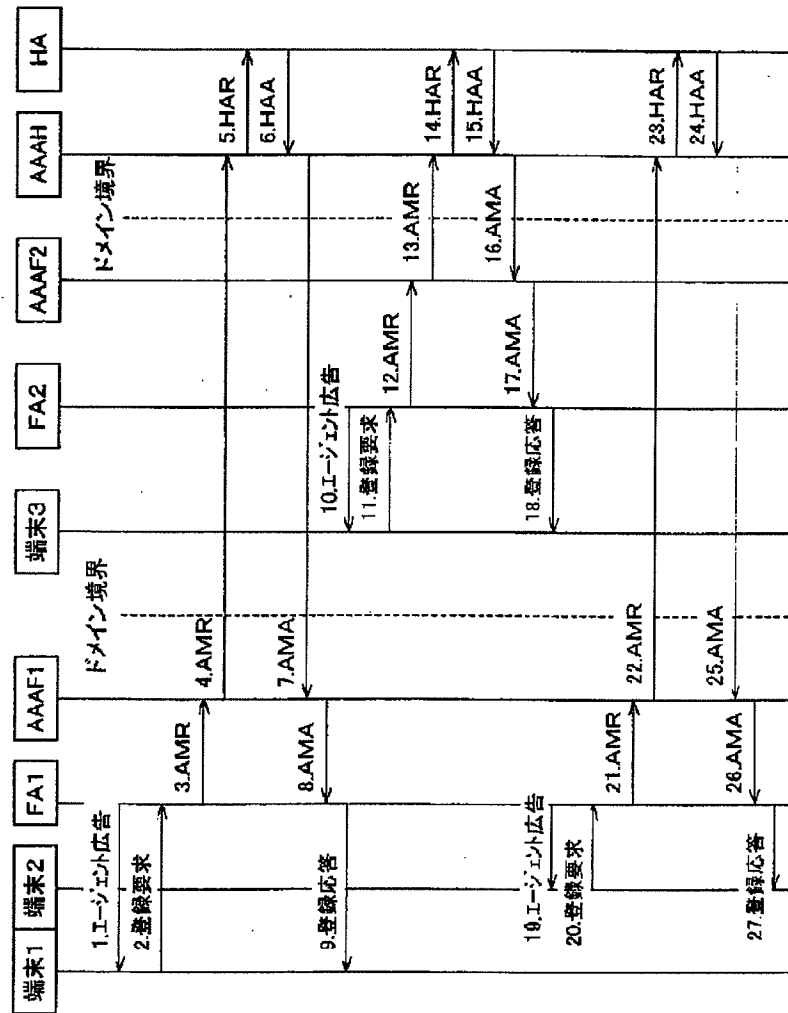 端末1
端末2
FA1
AAAF1
端末3
FA2
AAAF2
AAAH
HA
ドメイン境界
ドメイン境界
1.エージェント広告
2.登録要求
3.AMR
4.AMR
5.HAR
6.HAA
7.AMA
8.AMA
9.登録応答
10.エージェント広告
11.登録要求
12.AMR
13.AMR
14.HAR
15.HAA
16.AMA
17.AMA
18.登録応答
19.エージェント広告
20.登録要求
21.AMR
22.AMR
23.HAR
24.HAA
25.AMA
26.AMA
27.登録応答